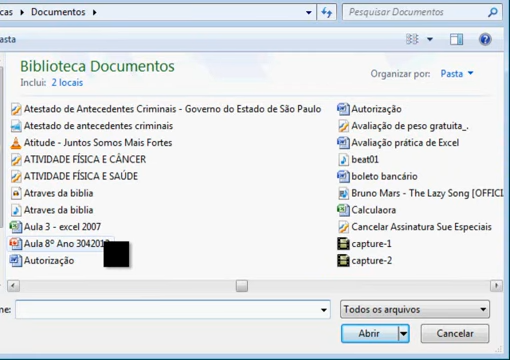 cas ▸ Documentos ▸
Pesquisar Documentos
asta
Biblioteca Documentos
Inclui: 2 locais
Organizar por: Pasta
Atestado de Antecedentes Criminais - Governo do Estado de São Paulo
Atestado de antecedentes criminais
Atitude - Juntos Somos Mais Fortes
ATIVIDADE FÍSICA E CÂNCER
ATIVIDADE FÍSICA E SAÚDE
Atraves da biblia
Atraves da biblia
Aula 3 - excel 2007
Aula 8º Ano 3042012
Autorização
Autorização
Avaliação de peso gratuita_.
Avaliação prática de Excel
beat01
boleto bancário
Bruno Mars - The Lazy Song [OFFICI
Calculaora
Cancelar Assinatura Sue Especiais
capture-1
capture-2
ne:
Todos os arquivos
Abrir
Cancelar